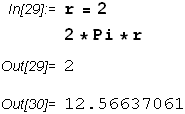 In[29]:= r = 2
2 * Pi * r
Out[29]= 2
Out[30]= 12.56637061